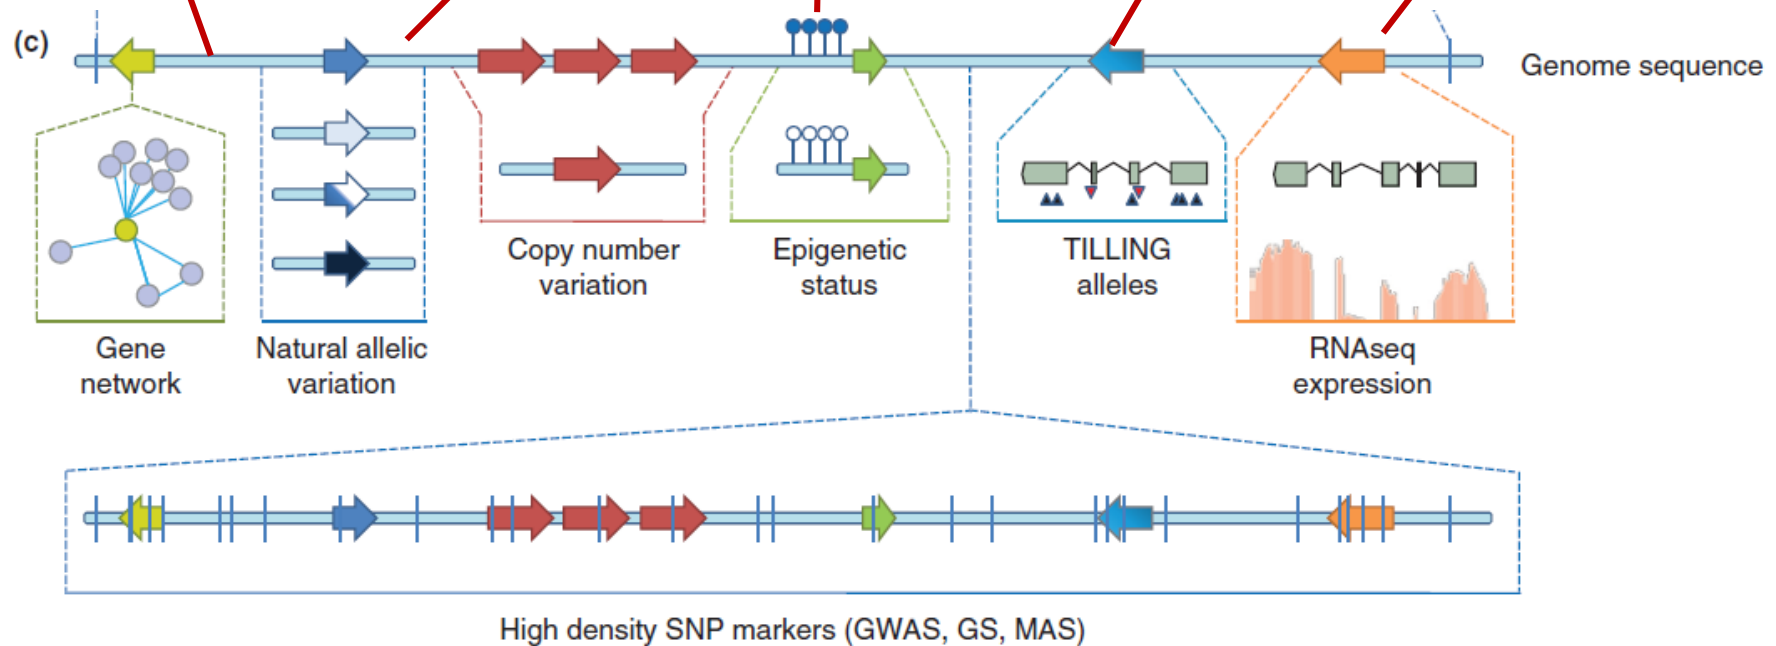 (c)
Genome sequence
Copy number
variation
Epigenetic
status
TILLING
alleles
Gene
network
Natural allelic
variation
RNAseq
expression
High density SNP markers (GWAS, GS, MAS)